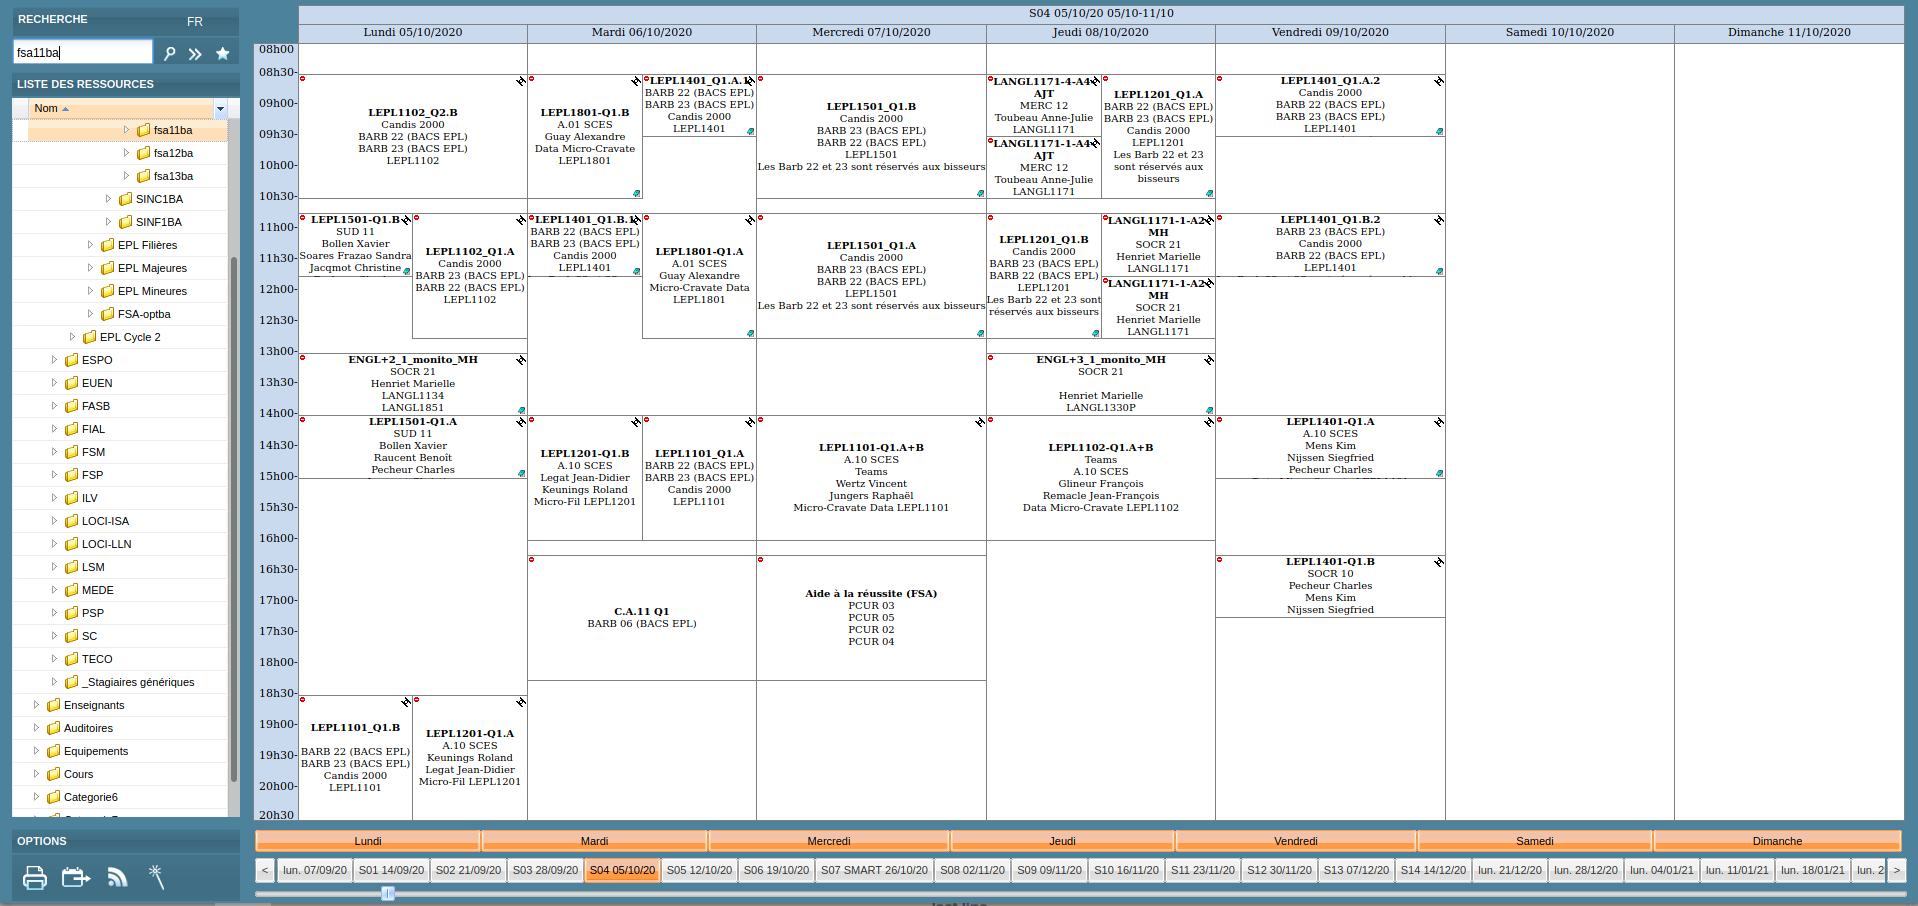 RECHERCHE
FR
fsa11ba
LISTE DES RESSOURCES
Nom
fsa11ba
fsa12ba
fsa13ba
SINC1BA
SINF1BA
EPL Filières
EPL Majeures
EPL Mineures
FSA-optba
EPL Cycle 2
ESPO
EUEN
FASB
FIAL
FSM
FSP
ILV
LOCI-ISA
LOCI-LLN
LSM
MEDE
PSP
SC
TECO
_Stagiaires génériques
Enseignants
Auditoires
Equipements
Cours
Categorie6
OPTIONS
S04 05/10/20 05/10-11/10
Lundi 05/10/2020
Mardi 06/10/2020
Mercredi 07/10/2020
Jeudi 08/10/2020
Vendredi 09/10/2020
Samedi 10/10/2020
Dimanche 11/10/2020
08h00
08h30-
09h00-
09h30-
10h00-
10h30-
11h00-
11h30-
12h00-
12h30-
13h00-
13h30-
14h00-
14h30-
15h00-
15h30-
16h00-
16h30-
17h00-
17h30-
18h00-
18h30-
19h00-
19h30-
20h00-
20h30
LEPL1102_Q2.B
Candis 2000
BARB 22 (BACS EPL)
BARB 23 (BACS EPL)
LEPL1102
LEPL1501-Q1.B
SUD 11
Bollen Xavier
Soares Frazao Sandra
Jacmot Christine
LEPL1102_Q1.A
Candis 2000
BARB 23 (BACS EPL)
BARB 22 (BACS EPL)
LEPL1102
ENGL+2_1_monito_MH
SOCR 21
Henriet Marielle
LANGL1134
LANGL1851
LEPL1501-Q1.A
SUD 11
Bollen Xavier
Raucent Benoît
Pecheur Charles
LEPL1101_Q1.B
BARB 22 (BACS EPL)
BARB 23 (BACS EPL)
Candis 2000
LEPL1101
LEPL1201-Q1.A
A.10 SCES
Keunings Roland
Legat Jean-Didier
Micro-Fil LEPL1201
LEPL1801-Q1.B
A.01 SCES
Guay Alexandre
Data Micro-Cravate
LEPL1801
LEPL1401_Q1.A.1
BARB 22 (BACS EPL)
BARB 23 (BACS EPL)
Candis 2000
LEPL1401
LEPL1401_Q1.B.1
BARB 22 (BACS EPL)
BARB 23 (BACS EPL)
Candis 2000
LEPL1401
LEPL1801-Q1.A
A.01 SCES
Guay Alexandre
Micro-Cravate Data
LEPL1801
LEPL1201-Q1.B
A.10 SCES
Legat Jean-Didier
Keunings Roland
Micro-Fil LEPL1201
LEPL1101_Q1.A
BARB 22 (BACS EPL)
BARB 23 (BACS EPL)
Candis 2000
LEPL1101
C.A.11 Q1
BARB 06 (BACS EPL)
LEPL1501_Q1.B
Candis 2000
BARB 23 (BACS EPL)
BARB 22 (BACS EPL)
LEPL1501
Les Barb 22 et 23 sont réservés aux bisseurs
LEPL1501_Q1.A
Candis 2000
BARB 23 (BACS EPL)
BARB 22 (BACS EPL)
LEPL1501
Les Barb 22 et 23 sont réservés aux bisseurs
LEPL1101-Q1.A+B
A.10 SCES
Teams
Wertz Vincent
Jungers Raphaël
Micro-Cravate Data LEPL1101
Aide à la réussite (FSA)
PCUR 03
PCUR 05
PCUR 02
PCUR 04
LANGL1171-4-A4
AJT
MERC 12
Toubeau Anne-Julie
LANGL1171
LANGL1171-1-A4
AJT
MERC 12
Toubeau Anne-Julie
LANGL1171
LEPL1201_Q1.A
BARB 22 (BACS EPL)
BARB 23 (BACS EPL)
Candis 2000
LEPL1201
Les Barb 22 et 23
sont réservés aux
bisseurs
LEPL1201_Q1.B
Candis 2000
BARB 23 (BACS EPL)
BARB 22 (BACS EPL)
LEPL1201
Les Barb 22 et 23 sont
réservés aux bisseurs
LANGL1171-1-A2
MH
SOCR 21
Henriet Marielle
LANGL1171
LANGL1171-1-A2
MH
SOCR 21
Henriet Marielle
LANGL1171
ENGL+3_1_monito_MH
SOCR 21
Henriet Marielle
LANGL1330P
LEPL1102-Q1.A+B
Teams
A.10 SCES
Glineur François
Remacle Jean-François
Data Micro-Cravate LEPL1102
LEPL1401_Q1.A.2
Candis 2000
BARB 22 (BACS EPL)
BARB 23 (BACS EPL)
LEPL1401
LEPL1401_Q1.B.2
BARB 23 (BACS EPL)
Candis 2000
BARB 22 (BACS EPL)
LEPL1401
LEPL1401-Q1.A
A.10 SCES
Mens Kim
Nijssen Siegfried
Pecheur Charles
LEPL1401-Q1.B
SOCR 10
Pecheur Charles
Mens Kim
Nijssen Siegfried
Lundi
Mardi
Mercredi
Jeudi
Vendredi
Samedi
Dimanche
<
lun. 07/09/20
S01 14/09/20
S02 21/09/20
S03 28/09/20
S04 05/10/20
S05 12/10/20
S06 19/10/20
S07 SMART 26/10/20
S08 02/11/20
S09 09/11/20
S10 16/11/20
S11 23/11/20
S12 30/11/20
S13 07/12/20
S14 14/12/20
lun. 21/12/20
lun. 28/12/20
lun. 04/01/21
lun. 11/01/21
lun. 18/01/21
lun. 2
>